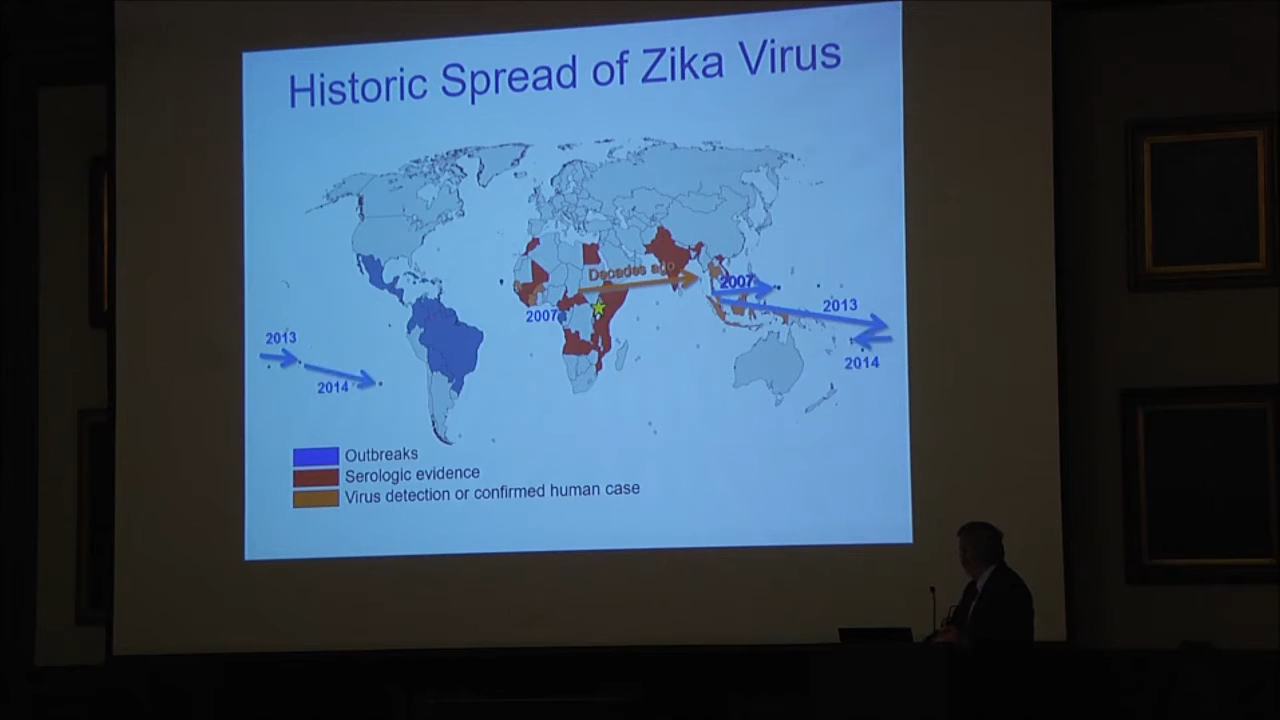 Historic Spread of Zika Virus
Decades ago
2007
2007
2013
2013
2014
2014
Outbreaks
Serologic evidence
Virus detection or confirmed human case